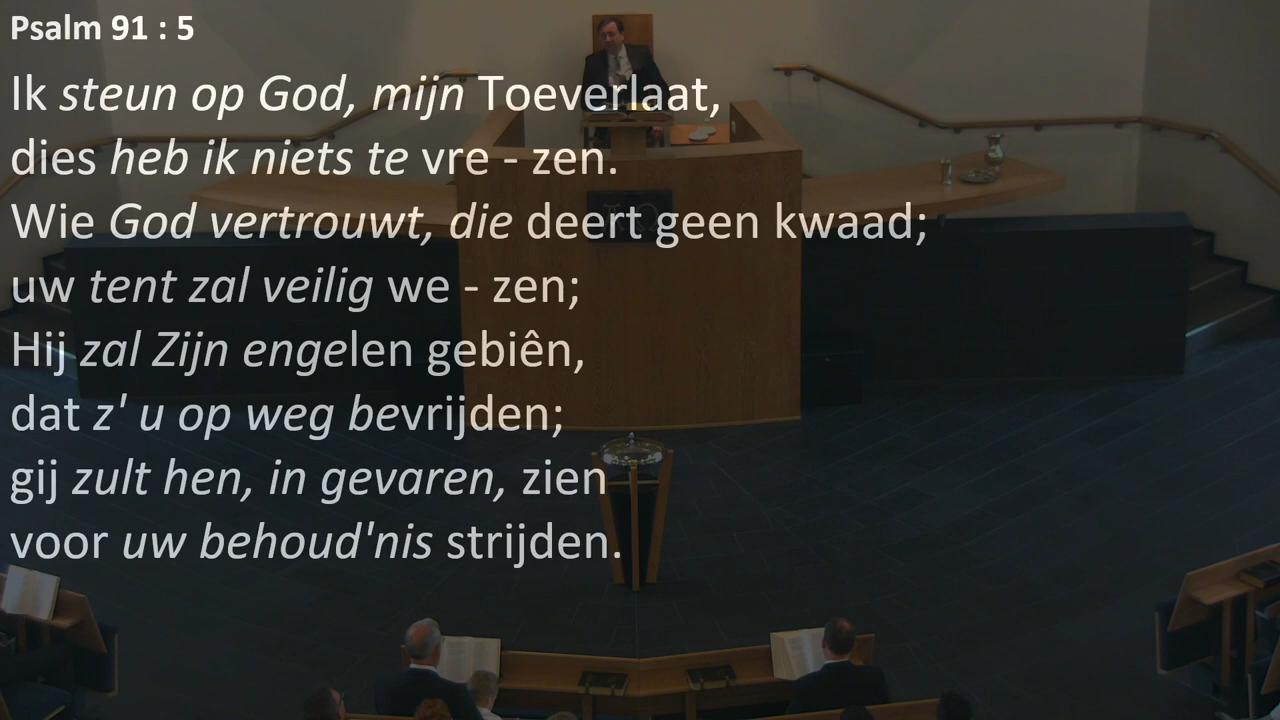 Psalm 91 : 5
Ik steun op God, mijn Toeverlaat,
dies heb ik niets te vre - zen.
Wie God vertrouwt, die deert geen kwaad;
uw tent zal veilig we - zen;
Hij zal Zijn engelen gebiên,
dat z' u op weg bevrijden;
gij zult hen, in gevaren, zien
voor uw behoud'nis strijden.